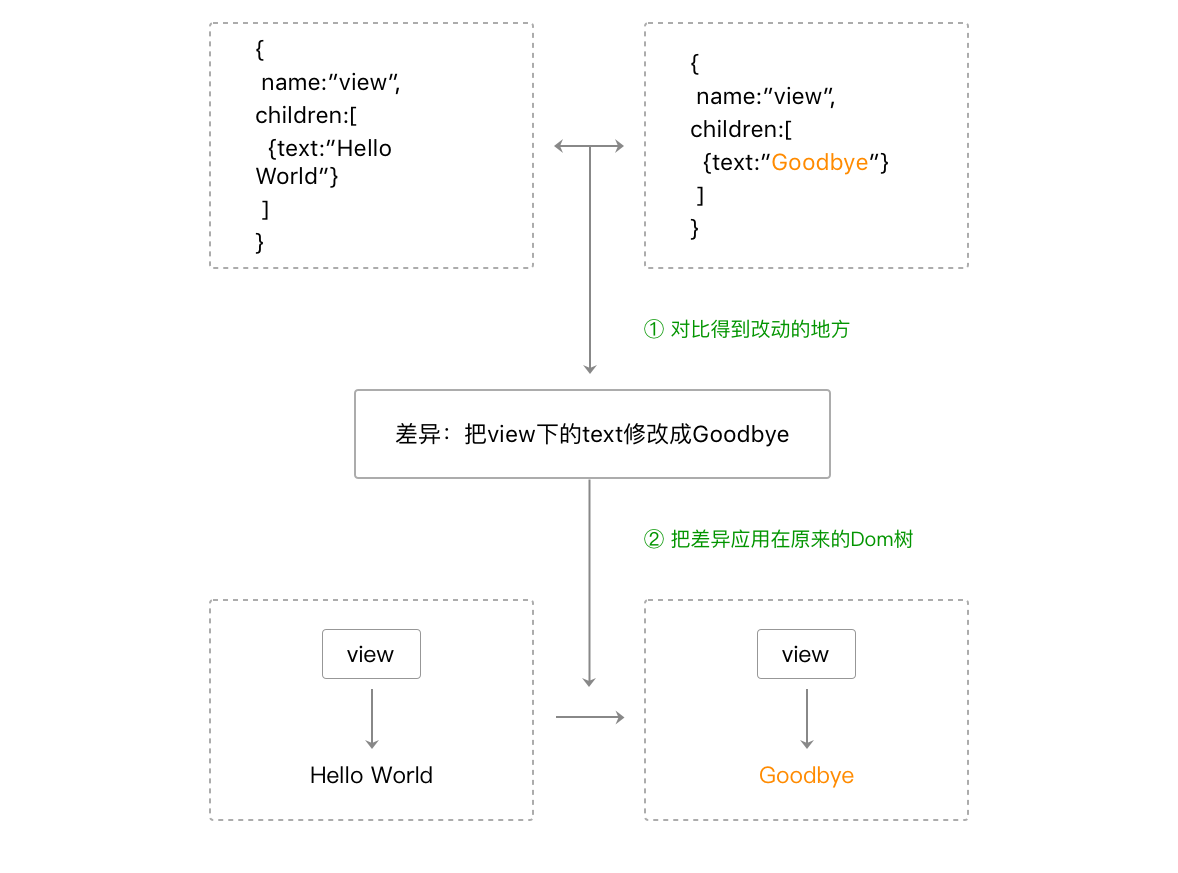 {
name:”view”,
children:[
{text:”Hello
World”}
]
}
{
name:”view”,
children:[
{text:”Goodbye”}
]
}
① 对比得到改动的地方
差异：把view下的text修改成Goodbye
② 把差异应用在原来的Dom树
view
Hello World
view
Goodbye